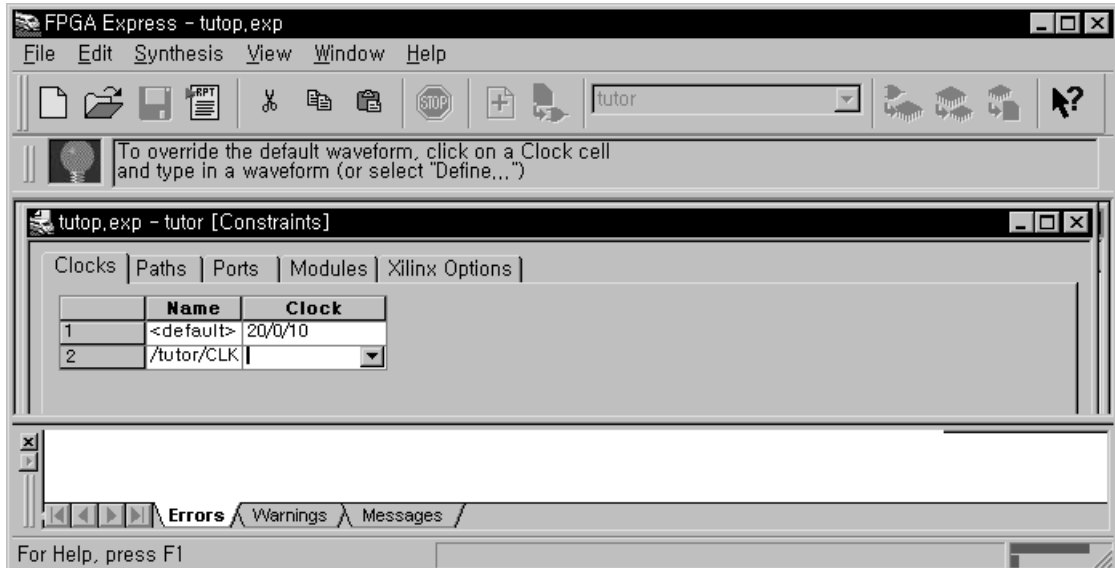 FPGA Express - tutop,exp
File Edit Synthesis View Window Help
RPT
STOP
tutor
?
To override the default waveform, click on a Clock cell
and type in a waveform (or select "Define,,,")
tutop,exp - tutor [Constraints]
Clocks Paths Ports Modules Xilinx Options
Name Clock
1 <default> 20/0/10
2 /tutor/CLK
Errors Warnings Messages
For Help, press F1